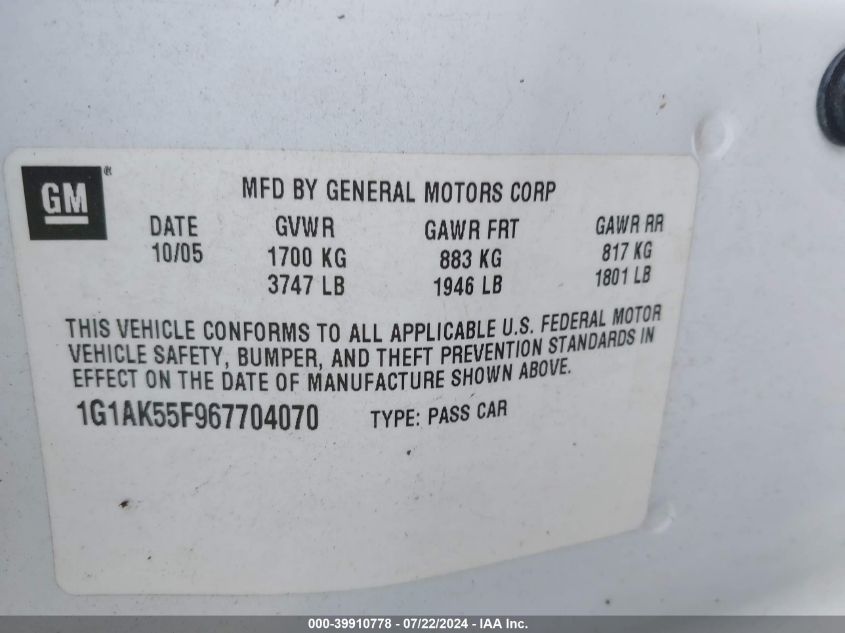 GM ®
MFD BY GENERAL MOTORS CORP
DATE GVWR GAWR FRT GAWR RR
10/05 1700 KG 883 KG 817 KG
3747 LB 1946 LB 1801 LB
THIS VEHICLE CONFORMS TO ALL APPLICABLE U.S. FEDERAL MOTOR
VEHICLE SAFETY, BUMPER, AND THEFT PREVENTION STANDARDS IN
EFFECT ON THE DATE OF MANUFACTURE SHOWN ABOVE.
1G1AK55F967704070 TYPE: PASS CAR
000-39910778 - 07/22/2024 - IAA Inc.